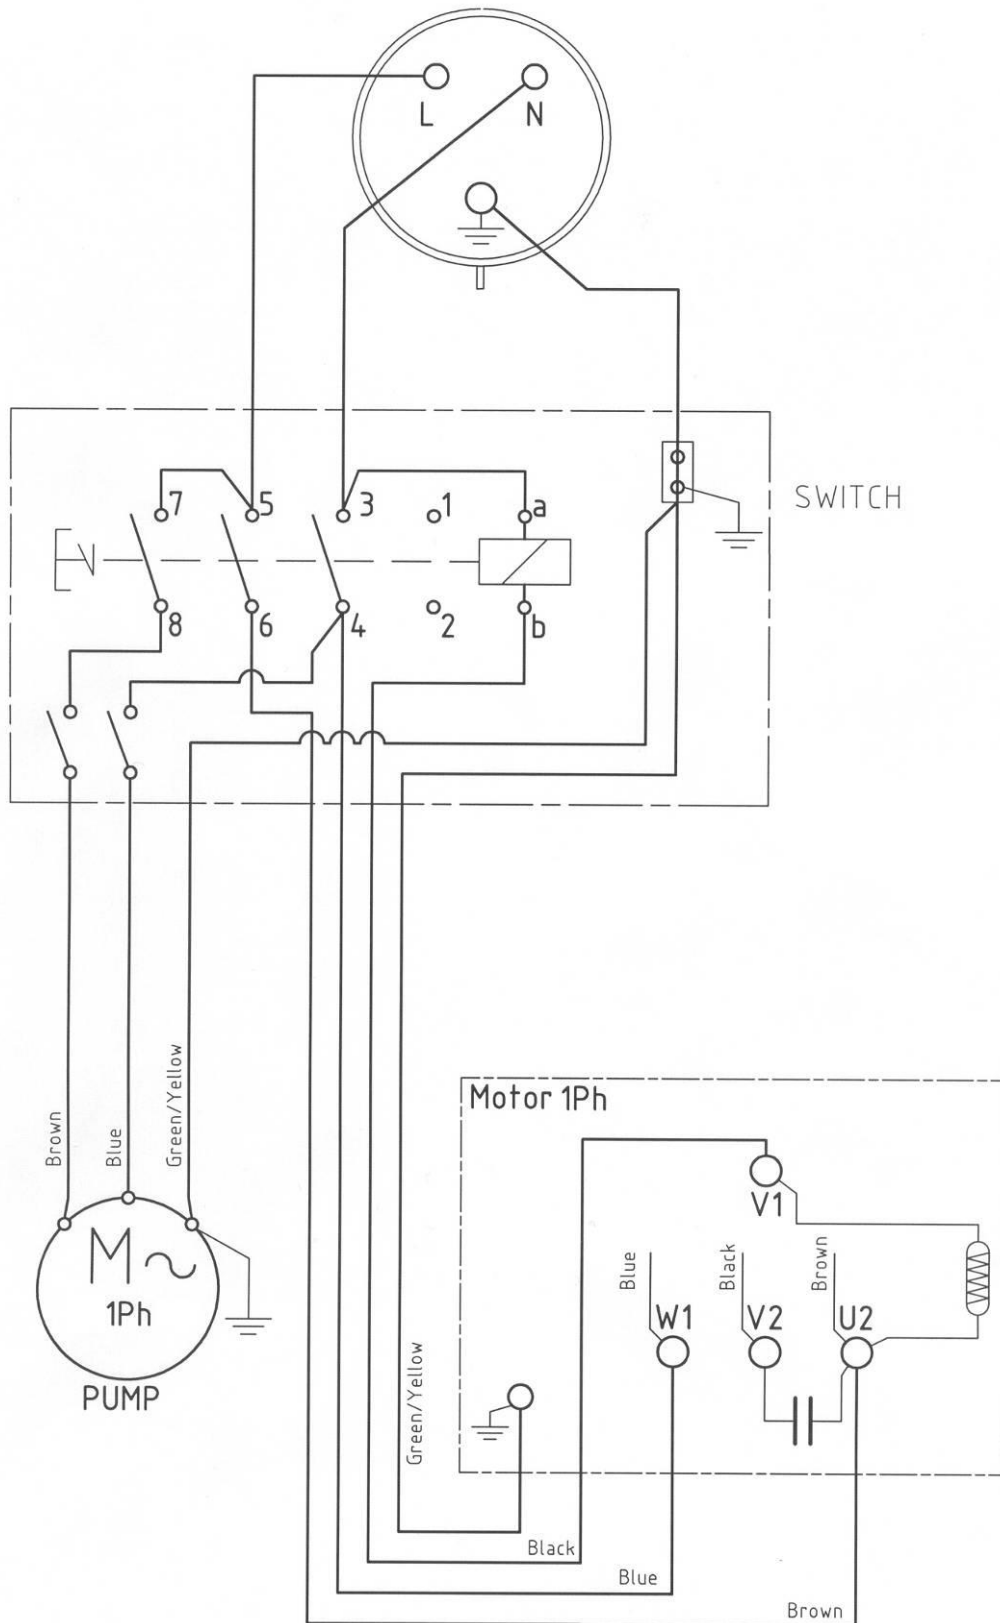 L
N
7
5
3
1
a
SWITCH
8
6
4
2
b
Brown
Blue
Green/Yellow
M
1Ph
PUMP
Motor 1Ph
V1
Blue
Black
Brown
W1
V2
U2
Green/Yellow
Black
Blue
Brown